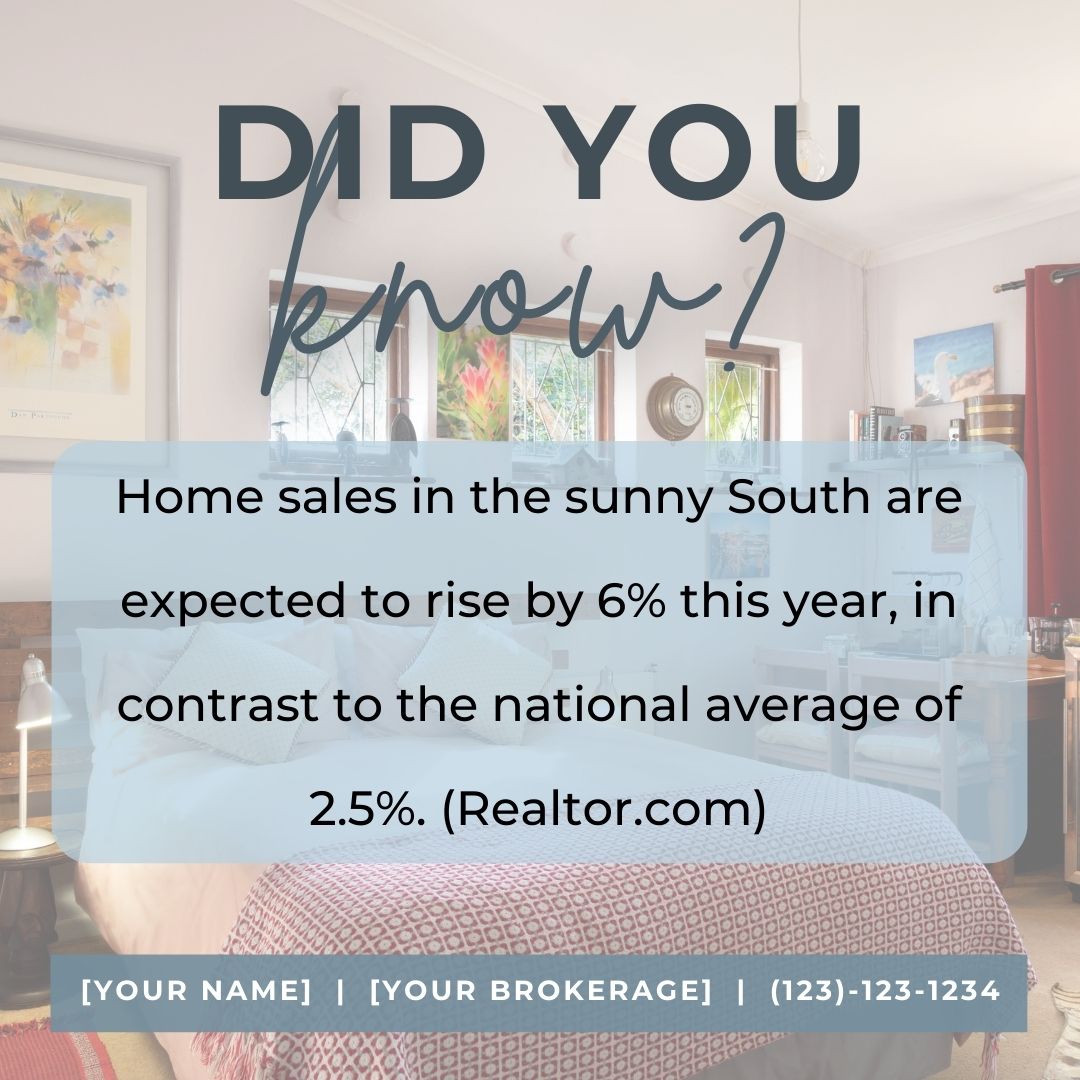 DID YOU
know?
Home sales in the sunny South are
expected to rise by 6% this year, in
contrast to the national average of
2.5%. (Realtor.com)
[YOUR NAME] | [YOUR BROKERAGE] | (123)-123-1234